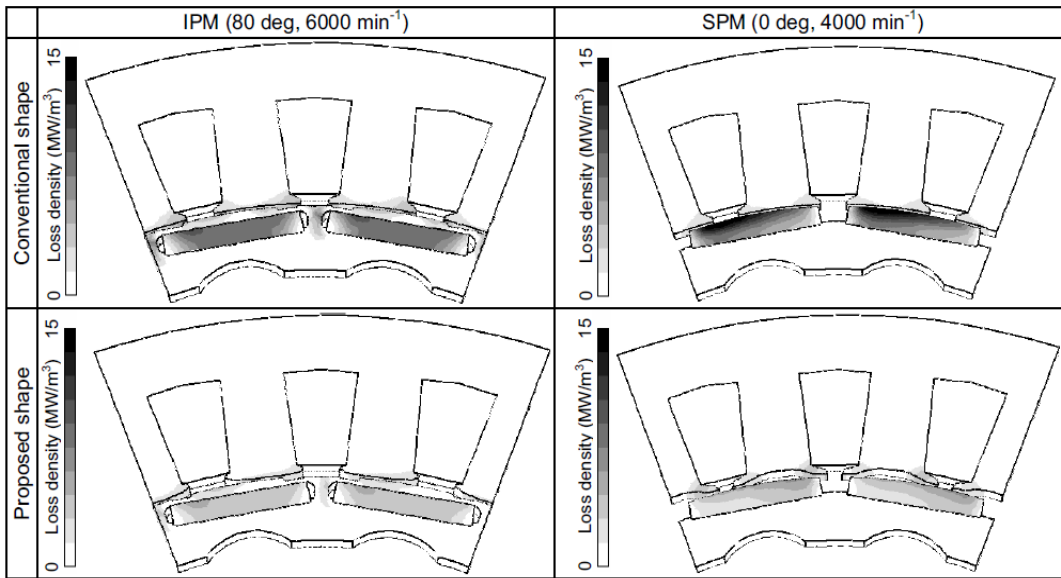 IPM (80 deg, 6000 min⁻¹)
SPM (0 deg, 4000 min⁻¹)
Conventional shape
15
Loss density (MW/m³)
0
15
Loss density (MW/m³)
0
Proposed shape
15
Loss density (MW/m³)
0
15
Loss density (MW/m³)
0